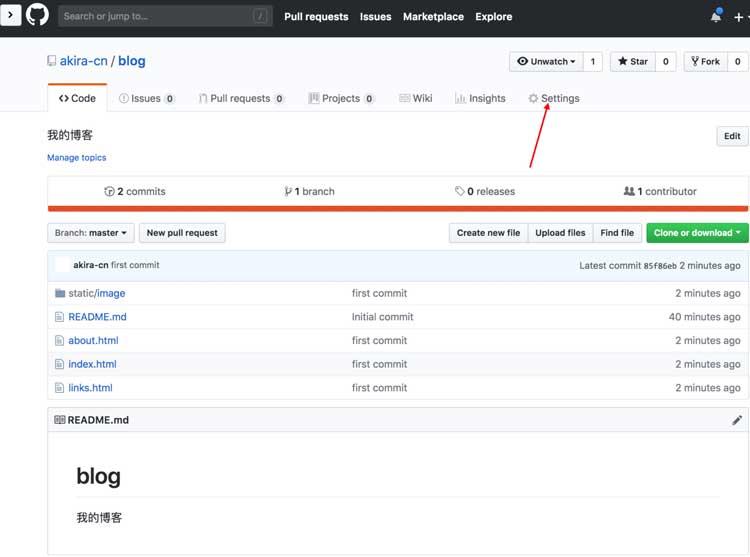 Search or jump to... / Pull requests Issues Marketplace Explore
akira-cn / blog Unwatch 1 Star 0 Fork 0
Code Issues 0 Pull requests 0 Projects 0 Wiki Insights Settings
我的博客 Edit
Manage topics
2 commits 1 branch 0 releases 1 contributor
Branch: master New pull request Create new file Upload files Find file Clone or download
akira-cn first commit Latest commit 85f86eb 2 minutes ago
static/image first commit 2 minutes ago
README.md Initial commit 40 minutes ago
about.html first commit 2 minutes ago
index.html first commit 2 minutes ago
links.html first commit 2 minutes ago
README.md
blog
我的博客